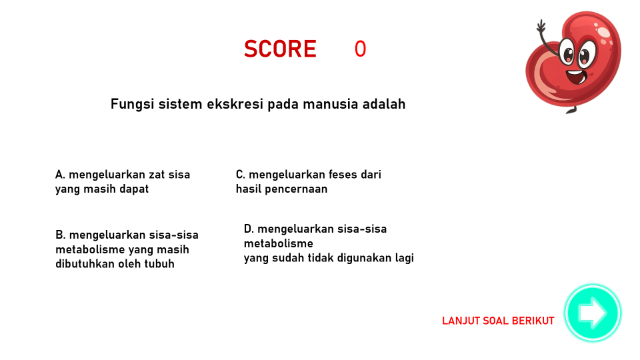 SCORE 0
Fungsi sistem ekskresi pada manusia adalah
A. mengeluarkan zat sisa
yang masih dapat
B. mengeluarkan sisa-sisa
metabolisme yang masih
dibutuhkan oleh tubuh
C. mengeluarkan feses dari
hasil pencernaan
D. mengeluarkan sisa-sisa
metabolisme
yang sudah tidak digunakan lagi
LANJUT SOAL BERIKUT